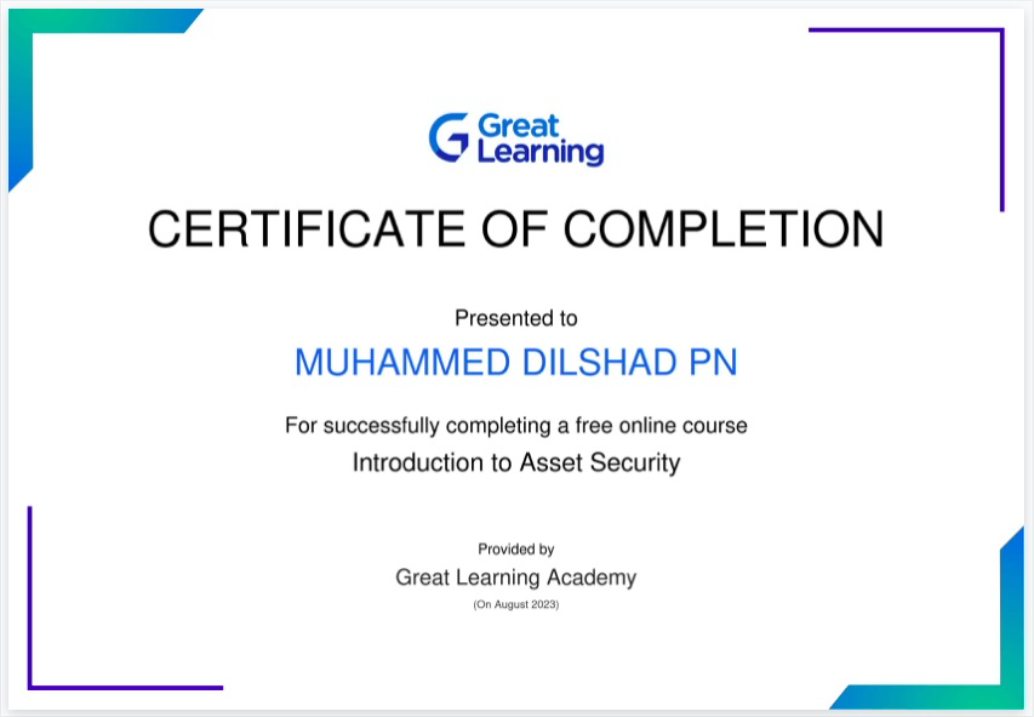 Great
Learning
CERTIFICATE OF COMPLETION
Presented to
MUHAMMED DILSHAD PN
For successfully completing a free online course
Introduction to Asset Security
Provided by
Great Learning Academy
(On August 2023)